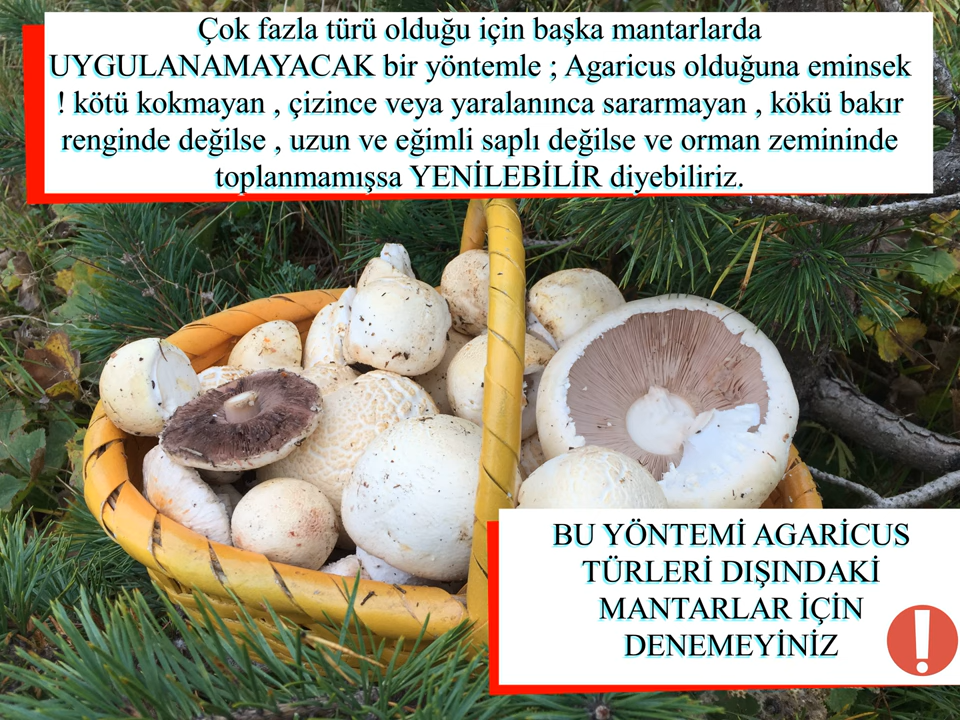 Çok fazla türü olduğu için başka mantarlarda
UYGULANAMAYACAK bir yöntemle ; Agaricus olduğuna eminsek
! kötü kokmayan , çizince veya yaralanınca sararmayan , kökü bakır
renginde değilse , uzun ve eğimli saplı değilse ve orman zemininde
toplanmamışsa YENİLEBİLİR diyebiliriz.
BU YÖNTEMİ AGARİCUS
TÜRLERİ DIŞINDAKİ
MANTARLAR İÇİN
DENEMEYİNİZ
!